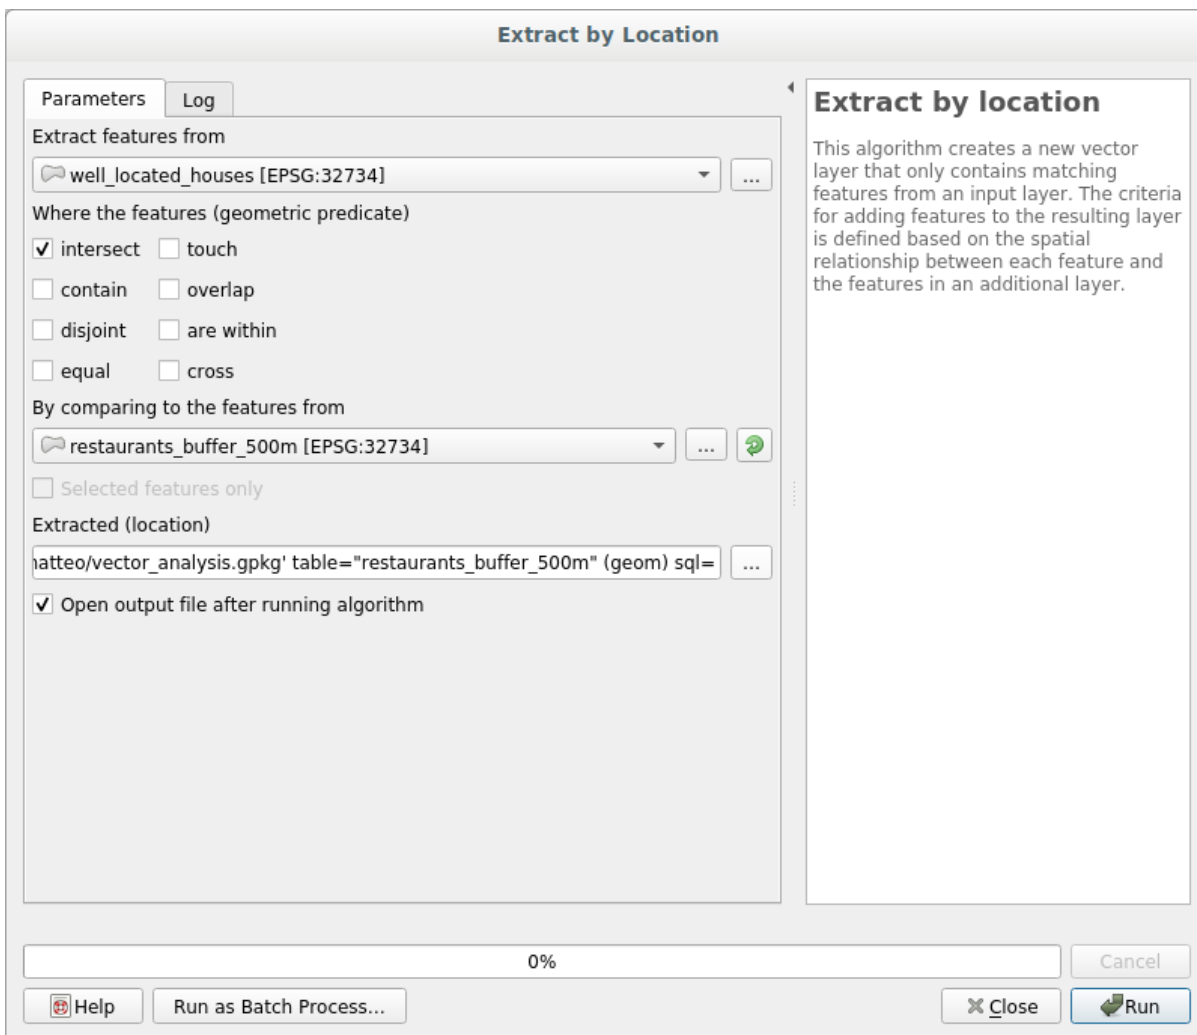 Extract by Location
Parameters
Log
Extract features from
well_located_houses [EPSG:32734]
...
Where the features (geometric predicate)
intersect
touch
contain
overlap
disjoint
are within
equal
cross
By comparing to the features from
restaurants_buffer_500m [EPSG:32734]
...
Selected features only
Extracted (location)
natteo/vector_analysis.gpkg' table="restaurants_buffer_500m" (geom) sql=
...
Open output file after running algorithm
Extract by location
This algorithm creates a new vector
layer that only contains matching
features from an input layer. The criteria
for adding features to the resulting layer
is defined based on the spatial
relationship between each feature and
the features in an additional layer.
0%
Cancel
Help
Run as Batch Process...
Close
Run